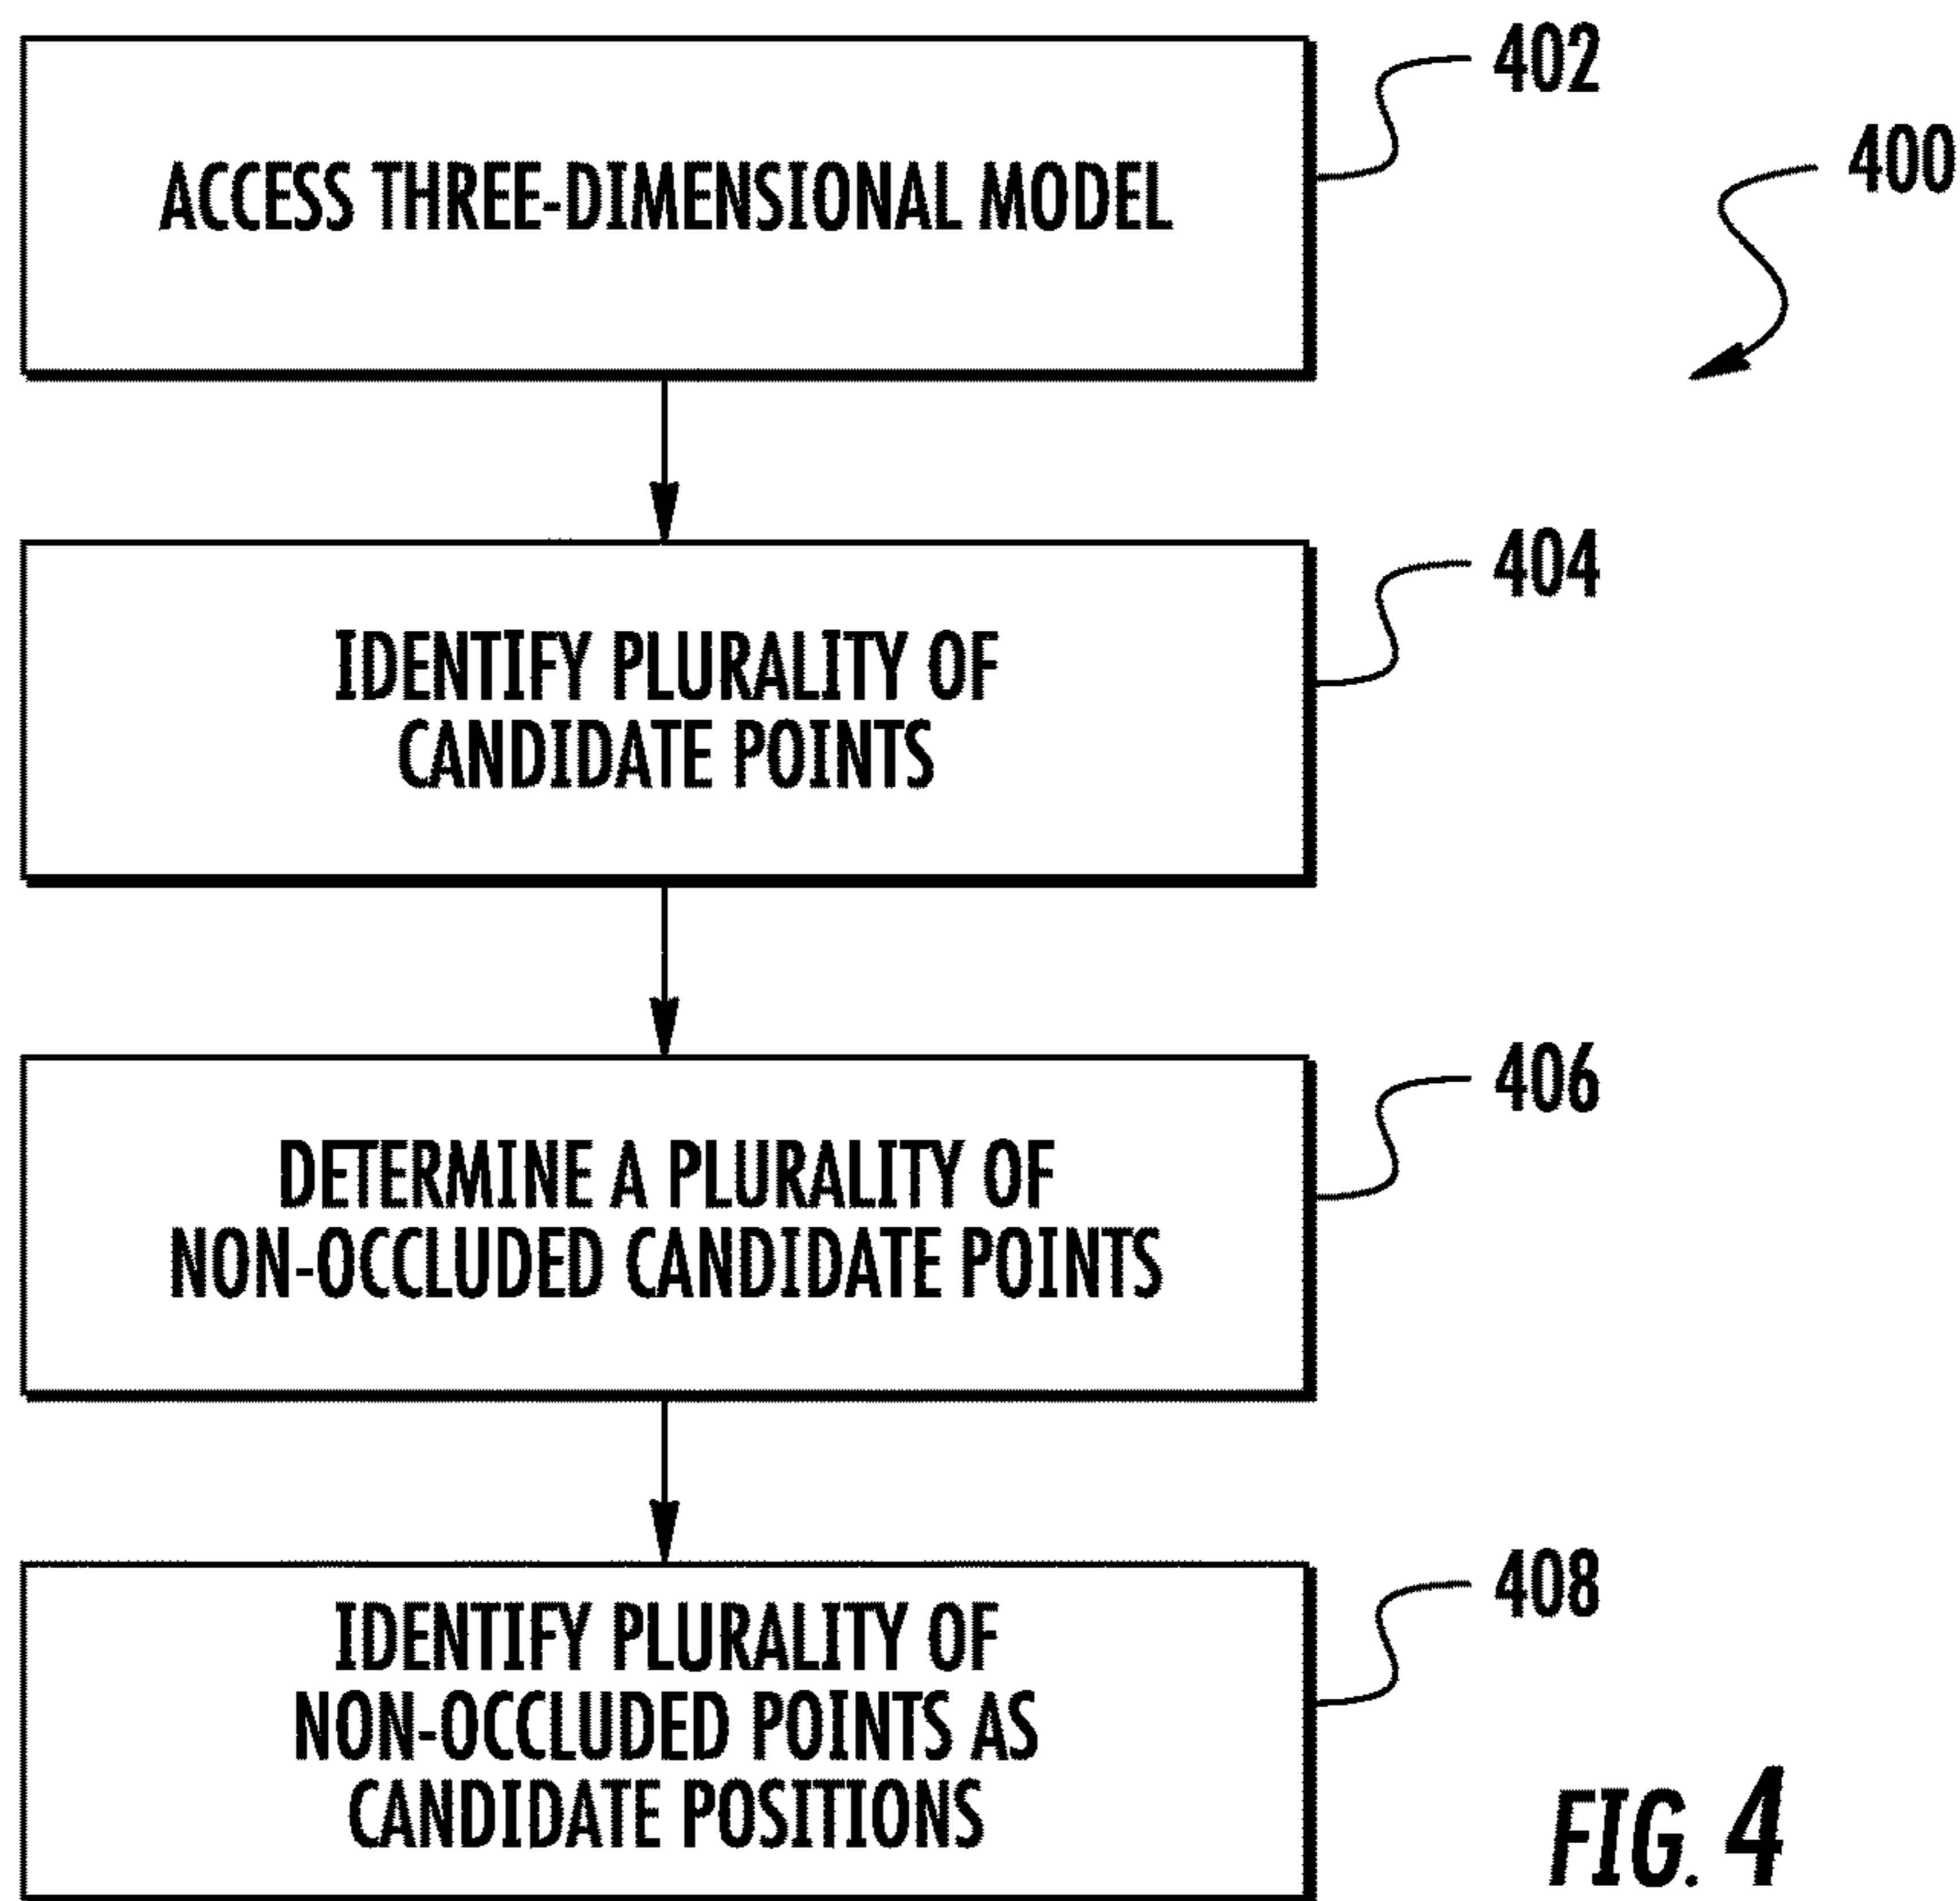 402
400
ACCESS THREE-DIMENSIONAL MODEL
404
IDENTIFY PLURALITY OF
CANDIDATE POINTS
406
DETERMINE A PLURALITY OF
NON-OCCLUDED CANDIDATE POINTS
408
IDENTIFY PLURALITY OF
NON-OCCLUDED POINTS AS
CANDIDATE POSITIONS
FIG. 4